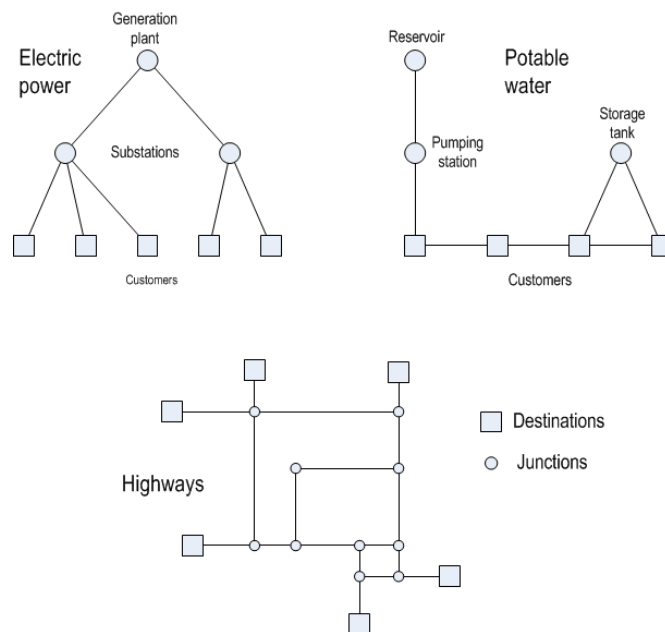 Generation
plant
Electric
power
Substations
Customers
Reservoir
Potable
water
Storage
tank
Pumping
station
Customers
Highways
Destinations
Junctions